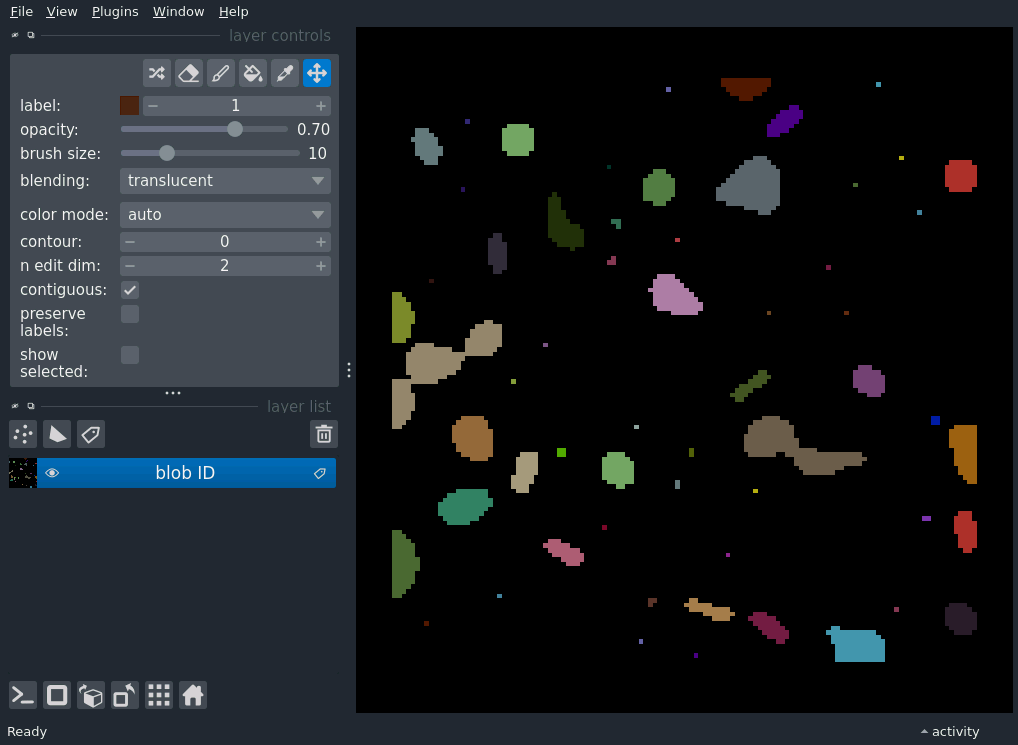 File View Plugins Window Help
layer controls
label: 1
opacity: 0.70
brush size: 10
blending: translucent
color mode: auto
contour: 0
n edit dim: 2
contiguous:
preserve
labels:
show
selected:
layer list
blob ID
Ready
activity